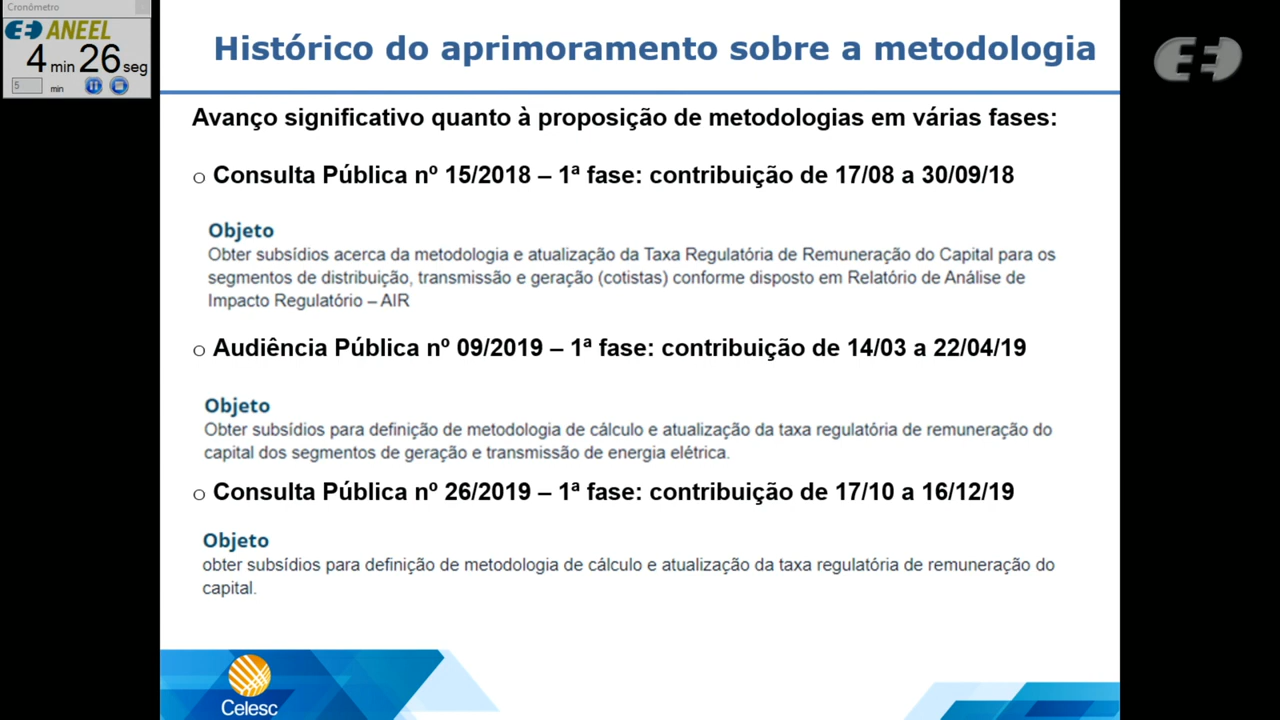 Cronômetro
ANEEL
4 min 26 seg
5 min
Histórico do aprimoramento sobre a metodologia
Avanço significativo quanto à proposição de metodologias em várias fases:
o Consulta Pública nº 15/2018 – 1ª fase: contribuição de 17/08 a 30/09/18
Objeto
Obter subsídios acerca da metodologia e atualização da Taxa Regulatória de Remuneração do Capital para os
segmentos de distribuição, transmissão e geração (cotistas) conforme disposto em Relatório de Análise de
Impacto Regulatório – AIR
o Audiência Pública nº 09/2019 – 1ª fase: contribuição de 14/03 a 22/04/19
Objeto
Obter subsídios para definição de metodologia de cálculo e atualização da taxa regulatória de remuneração do
capital dos segmentos de geração e transmissão de energia elétrica.
o Consulta Pública nº 26/2019 – 1ª fase: contribuição de 17/10 a 16/12/19
Objeto
obter subsídios para definição de metodologia de cálculo e atualização da taxa regulatória de remuneração do
capital.
Celesc